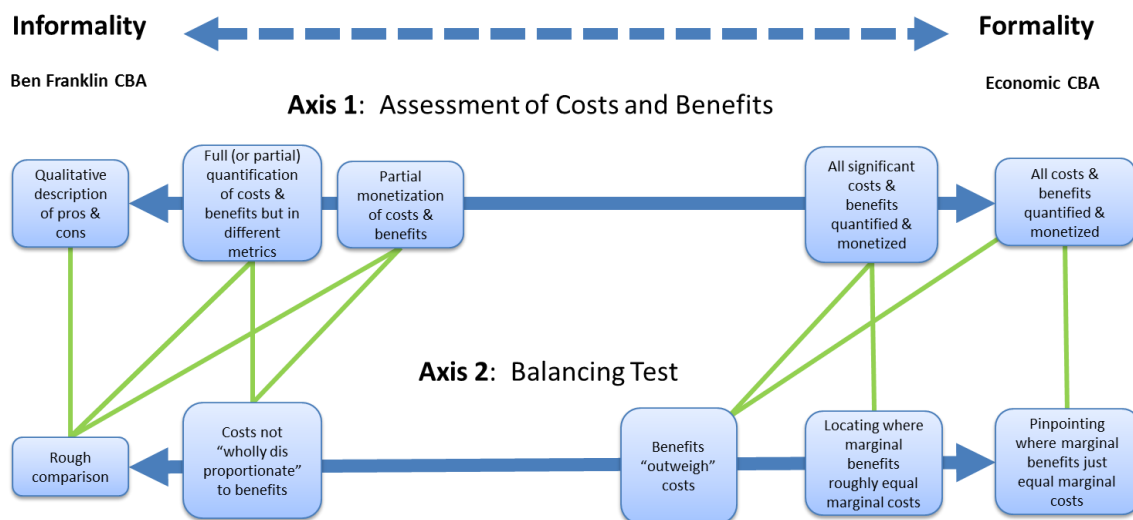 Informality
Formality
Ben Franklin CBA
Economic CBA
Axis 1: Assessment of Costs and Benefits
Qualitative
description
of pros &
cons
Full (or partial)
quantification
of costs &
benefits but in
different
metrics
Partial
monetization
of costs &
benefits
All significant
costs &
benefits
quantified &
monetized
All costs &
benefits
quantified &
monetized
Axis 2: Balancing Test
Rough
comparison
Costs not
“wholly dis
proportionate”
to benefits
Benefits
“outweigh”
costs
Locating where
marginal
benefits
roughly equal
marginal costs
Pinpointing
where marginal
benefits just
equal marginal
costs